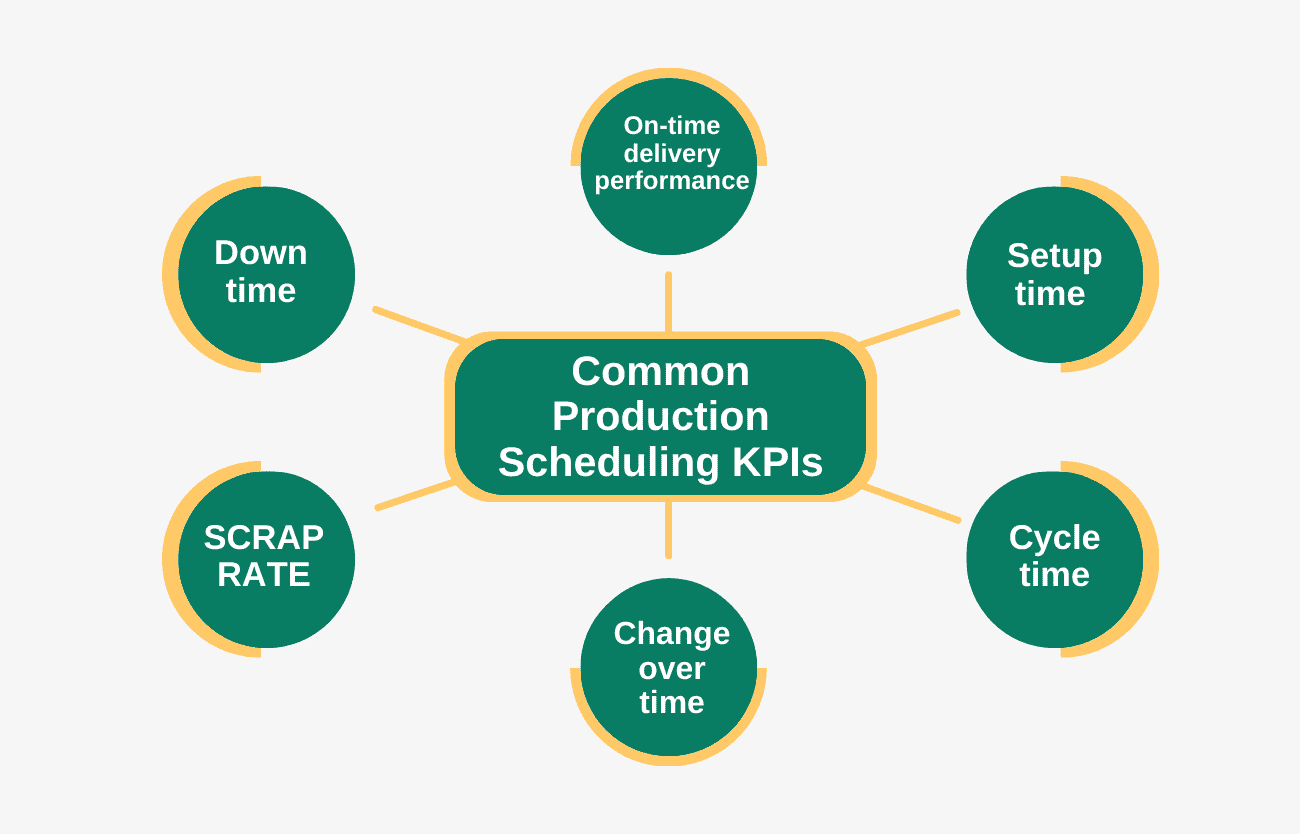 On-time
delivery
performance
Down
time
Setup
time
Common
Production
Scheduling KPIs
SCRAP
RATE
Cycle
time
Change
over
time